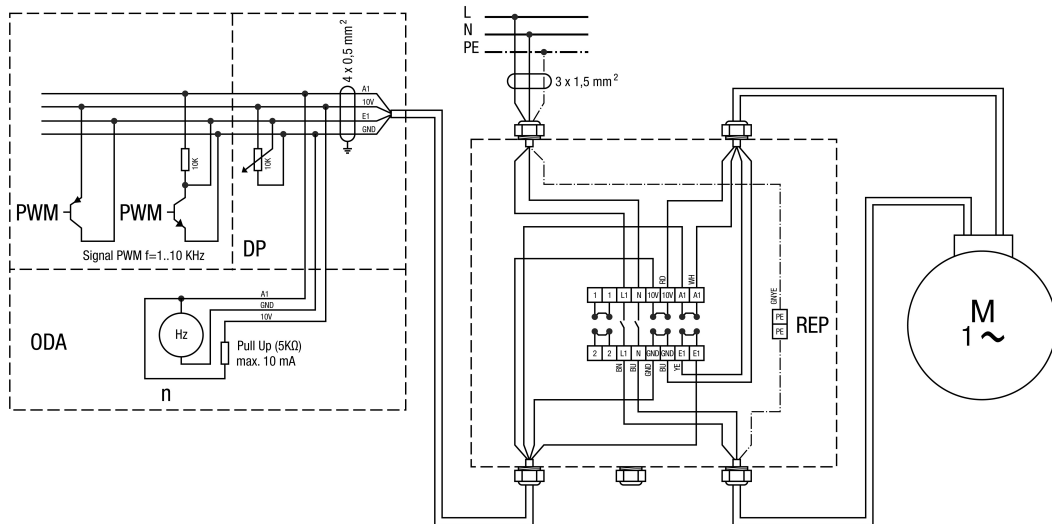 L
N
PE
3 x 1,5 mm²
4 x 0,5 mm²
A1
10V
E1
GND
10K
10K
PWM
PWM
DP
Signal PWM f=1..10 KHz
ODA
A1
GND
10V
Hz
Pull Up (5KΩ)
max. 10 mA
n
RD
WH
GNYE
1 1 L1 N 10V 10V A1 A1
2 2 L1 N GND GND E1 E1
BN BU GND BU YE
PE
PE
REP
M
1 ~